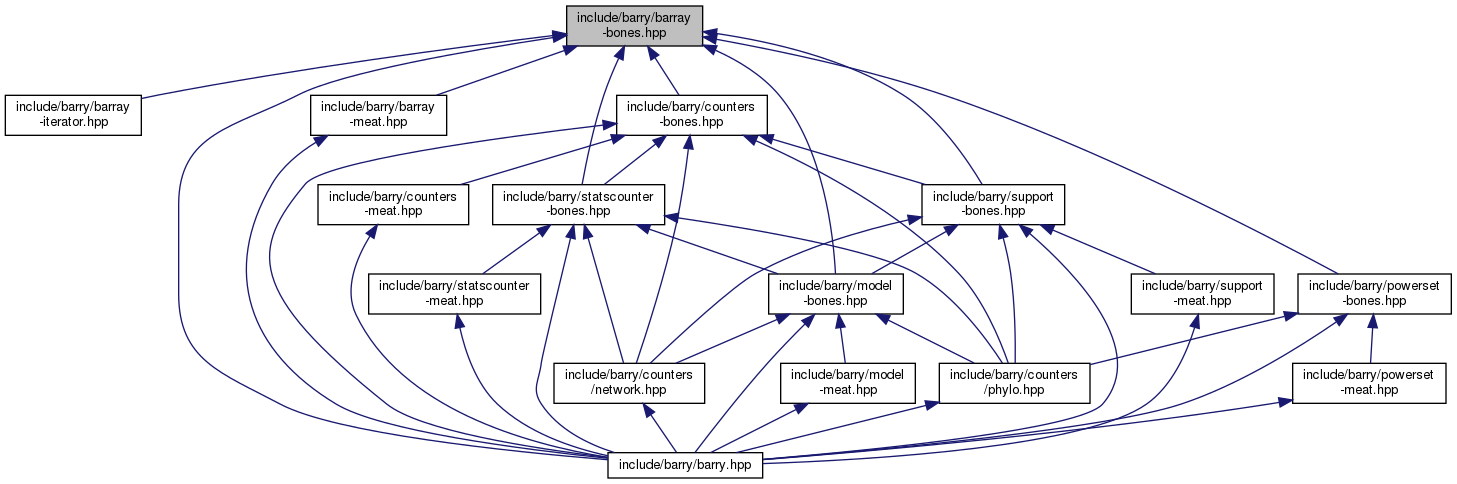 include/barry/barray
-bones.hpp
include/barry/barray
-iterator.hpp
include/barry/barray
-meat.hpp
include/barry/counters
-bones.hpp
include/barry/counters
-meat.hpp
include/barry/statscounter
-bones.hpp
include/barry/support
-bones.hpp
include/barry/statscounter
-meat.hpp
include/barry/model
-bones.hpp
include/barry/support
-meat.hpp
include/barry/powerset
-bones.hpp
include/barry/counters
/network.hpp
include/barry/model
-meat.hpp
include/barry/counters
/phylo.hpp
include/barry/powerset
-meat.hpp
include/barry/barry.hpp